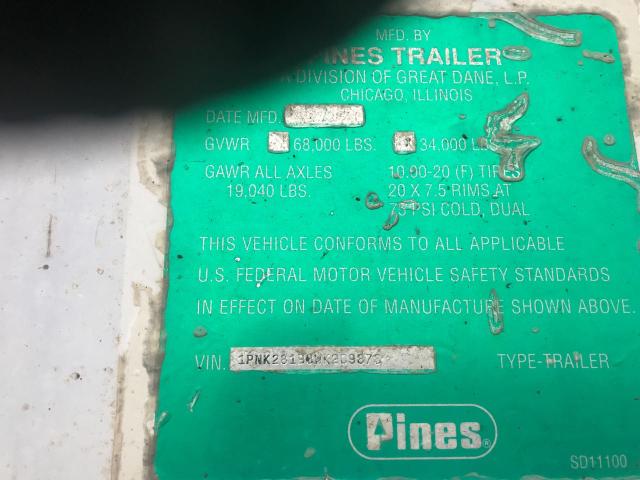 MFD. BY
PINES TRAILER
A DIVISION OF GREAT DANE, L.P.
CHICAGO, ILLINOIS
DATE MFD.
GVWR 68,000 LBS. 34,000 LBS
GAWR ALL AXLES 10.00-20 (F) TIRES
19,040 LBS. 20 X 7.5 RIMS AT
75 PSI COLD, DUAL
THIS VEHICLE CONFORMS TO ALL APPLICABLE
U.S. FEDERAL MOTOR VEHICLE SAFETY STANDARDS
IN EFFECT ON DATE OF MANUFACTURE SHOWN ABOVE.
VIN. TYPE-TRAILER
Pines®
SD11100